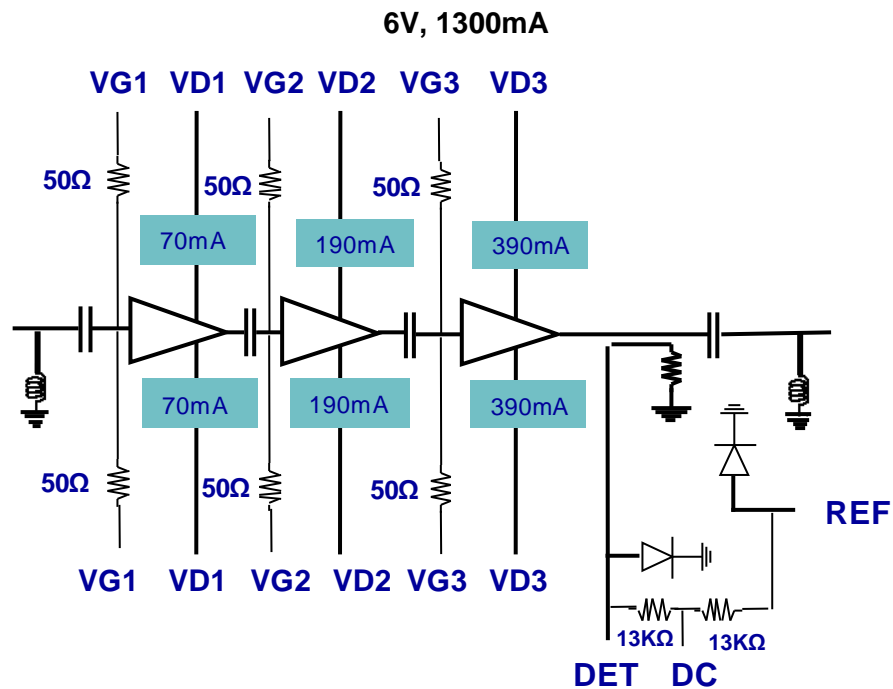 6V, 1300mA
VG1 VD1 VG2 VD2 VG3 VD3
50Ω 50Ω 50Ω
70mA 190mA 390mA
70mA 190mA 390mA
50Ω 50Ω 50Ω
REF
VG1 VD1 VG2 VD2 VG3 VD3
13KΩ 13KΩ
DET DC